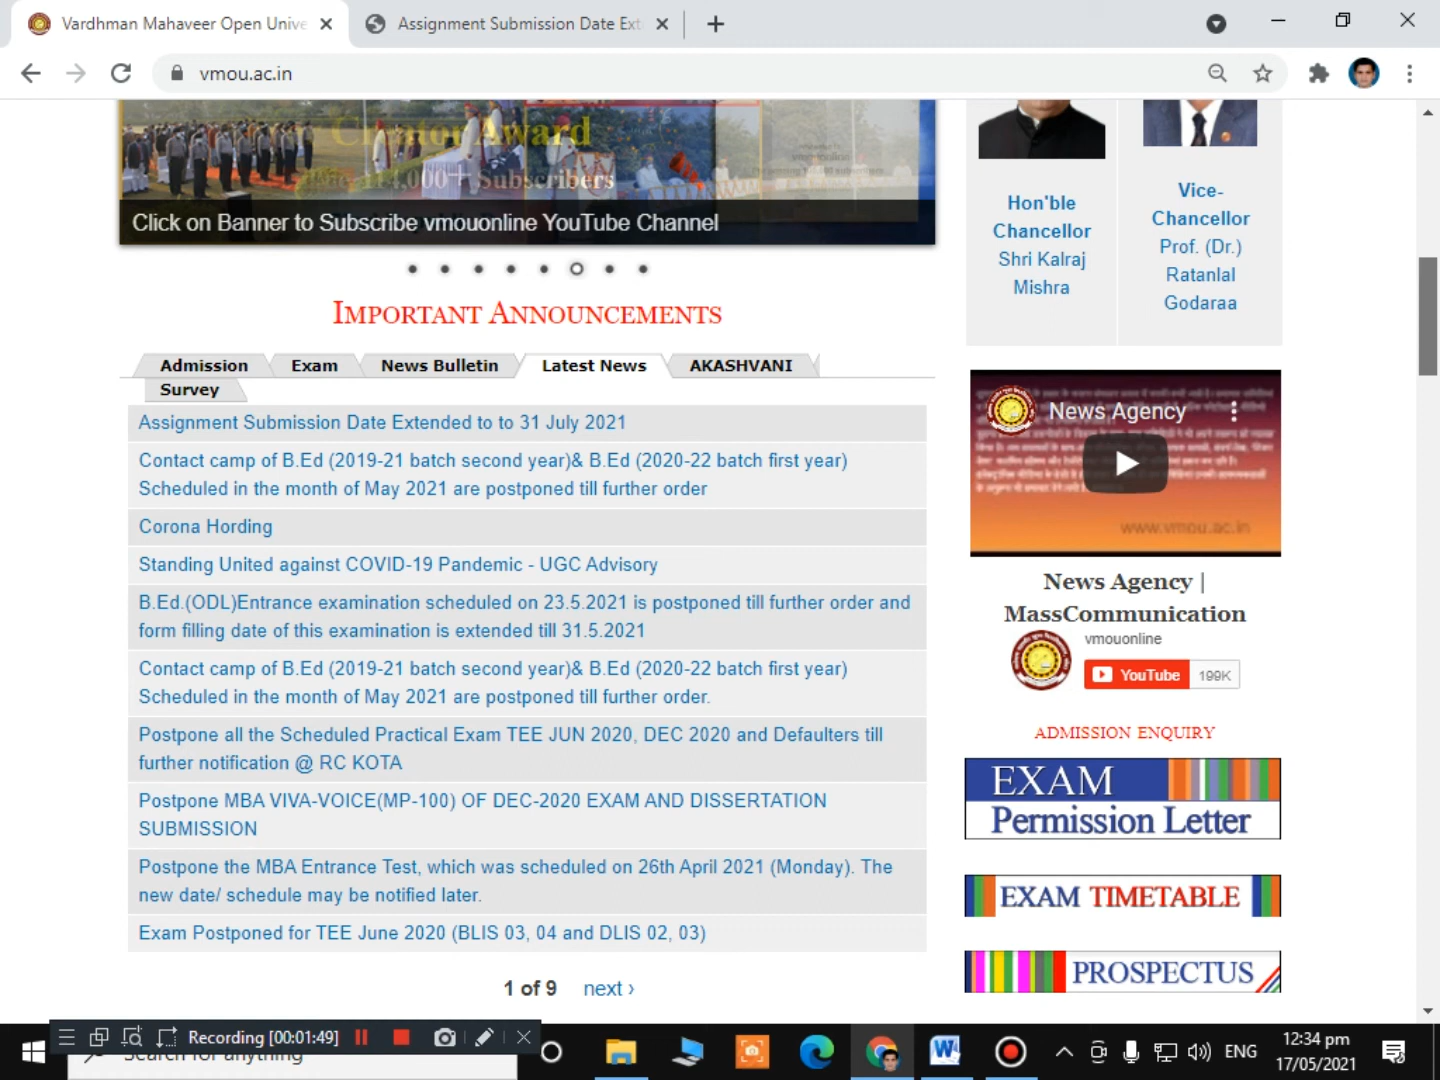 Vardhman Mahaveer Open Unive
Assignment Submission Date Ext
vmou.ac.in
Creator Award
Subscribers
Click on Banner to Subscribe vmouonline YouTube Channel
Hon'ble
Chancellor
Shri Kalraj
Mishra
Vice-
Chancellor
Prof. (Dr.)
Ratanlal
Godaraa
IMPORTANT ANNOUNCEMENTS
Admission
Exam
News Bulletin
Latest News
AKASHVANI
Survey
Assignment Submission Date Extended to to 31 July 2021
Contact camp of B.Ed (2019-21 batch second year)& B.Ed (2020-22 batch first year)
Scheduled in the month of May 2021 are postponed till further order
Corona Hording
Standing United against COVID-19 Pandemic - UGC Advisory
B.Ed.(ODL)Entrance examination scheduled on 23.5.2021 is postponed till further order and
form filling date of this examination is extended till 31.5.2021
Contact camp of B.Ed (2019-21 batch second year)& B.Ed (2020-22 batch first year)
Scheduled in the month of May 2021 are postponed till further order.
Postpone all the Scheduled Practical Exam TEE JUN 2020, DEC 2020 and Defaulters till
further notification @ RC KOTA
Postpone MBA VIVA-VOICE(MP-100) OF DEC-2020 EXAM AND DISSERTATION
SUBMISSION
Postpone the MBA Entrance Test, which was scheduled on 26th April 2021 (Monday). The
new date/ schedule may be notified later.
Exam Postponed for TEE June 2020 (BLIS 03, 04 and DLIS 02, 03)
1 of 9 next ›
News Agency
www.vmou.ac.in
News Agency |
MassCommunication
vmouonline
YouTube 199K
ADMISSION ENQUIRY
EXAM
Permission Letter
EXAM TIMETABLE
PROSPECTUS
Recording [00:01:49]
Search for anything
ENG
12:34 pm
17/05/2021